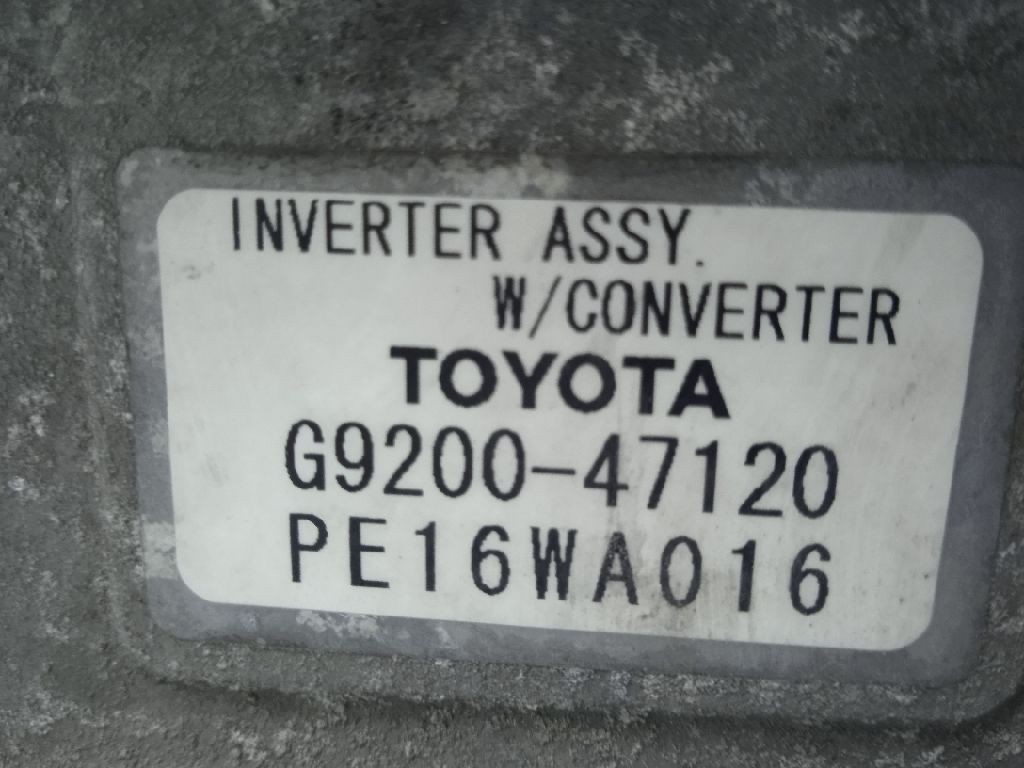 INVERTER ASSY.
W/CONVERTER
TOYOTA
G9200-47120
PE16WA016